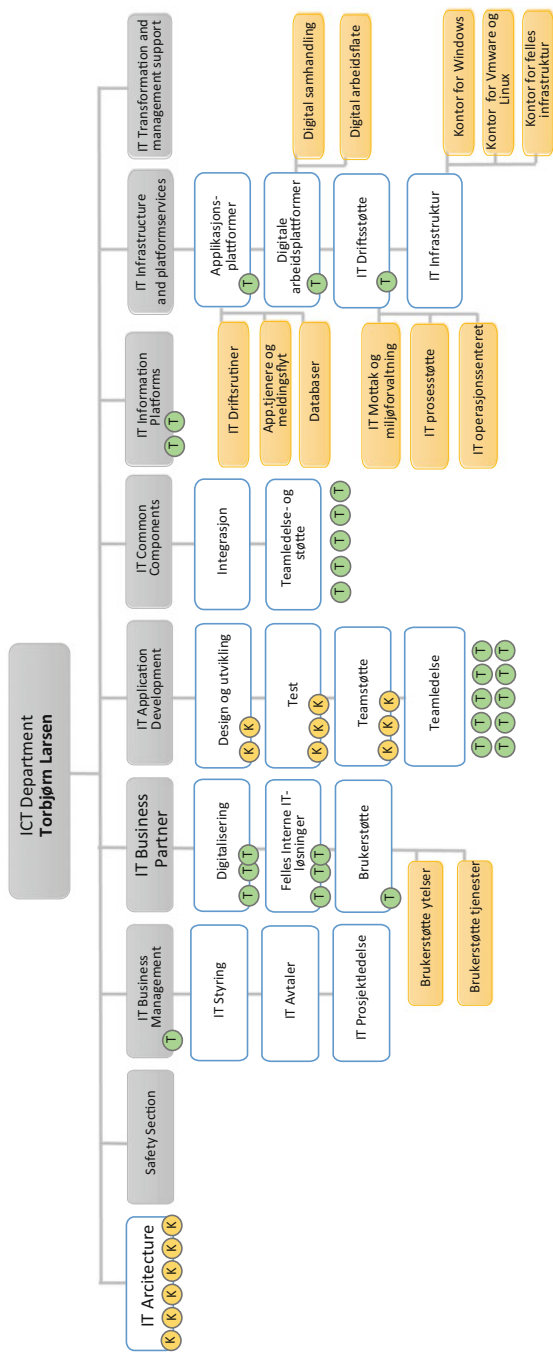 ICT Department
Torbjørn Larsen
IT Arcitecture
K K K K K K
Safety Section
IT Business
Management
T
IT Styring
IT Avtaler
IT Prosjektledelse
IT Business
Partner
Digitalisering
T T T T
Felles Interne IT-
løsninger
T T T T
Brukerstøtte
T
Brukerstøtte ytelser
Brukerstøtte tjenester
IT Application
Development
Design og utvikling
K K
Test
K K K
Teamstøtte
K K K
Teamledelse
T T T T T
T T T T T
IT Common
Components
Integrasjon
Teamledelse- og
støtte
T T T T T
IT Information
Platforms
T T
IT Infrastructure
and platformservices
Applikasjons-
plattformer
T
IT Driftsrutiner
App.tjenere og
meldingsflyt
Databaser
Digitale
arbeidsplattformer
T
Digital samhandling
Digital arbeidsflate
IT Driftsstøtte
T
IT Mottak og
miljøforvaltning
IT prosesstøtte
IT operasjonssenteret
IT Infrastruktur
Kontor for Windows
Kontor for Vmware og
Linux
Kontor for felles
infrastruktur
IT Transformation and
management support